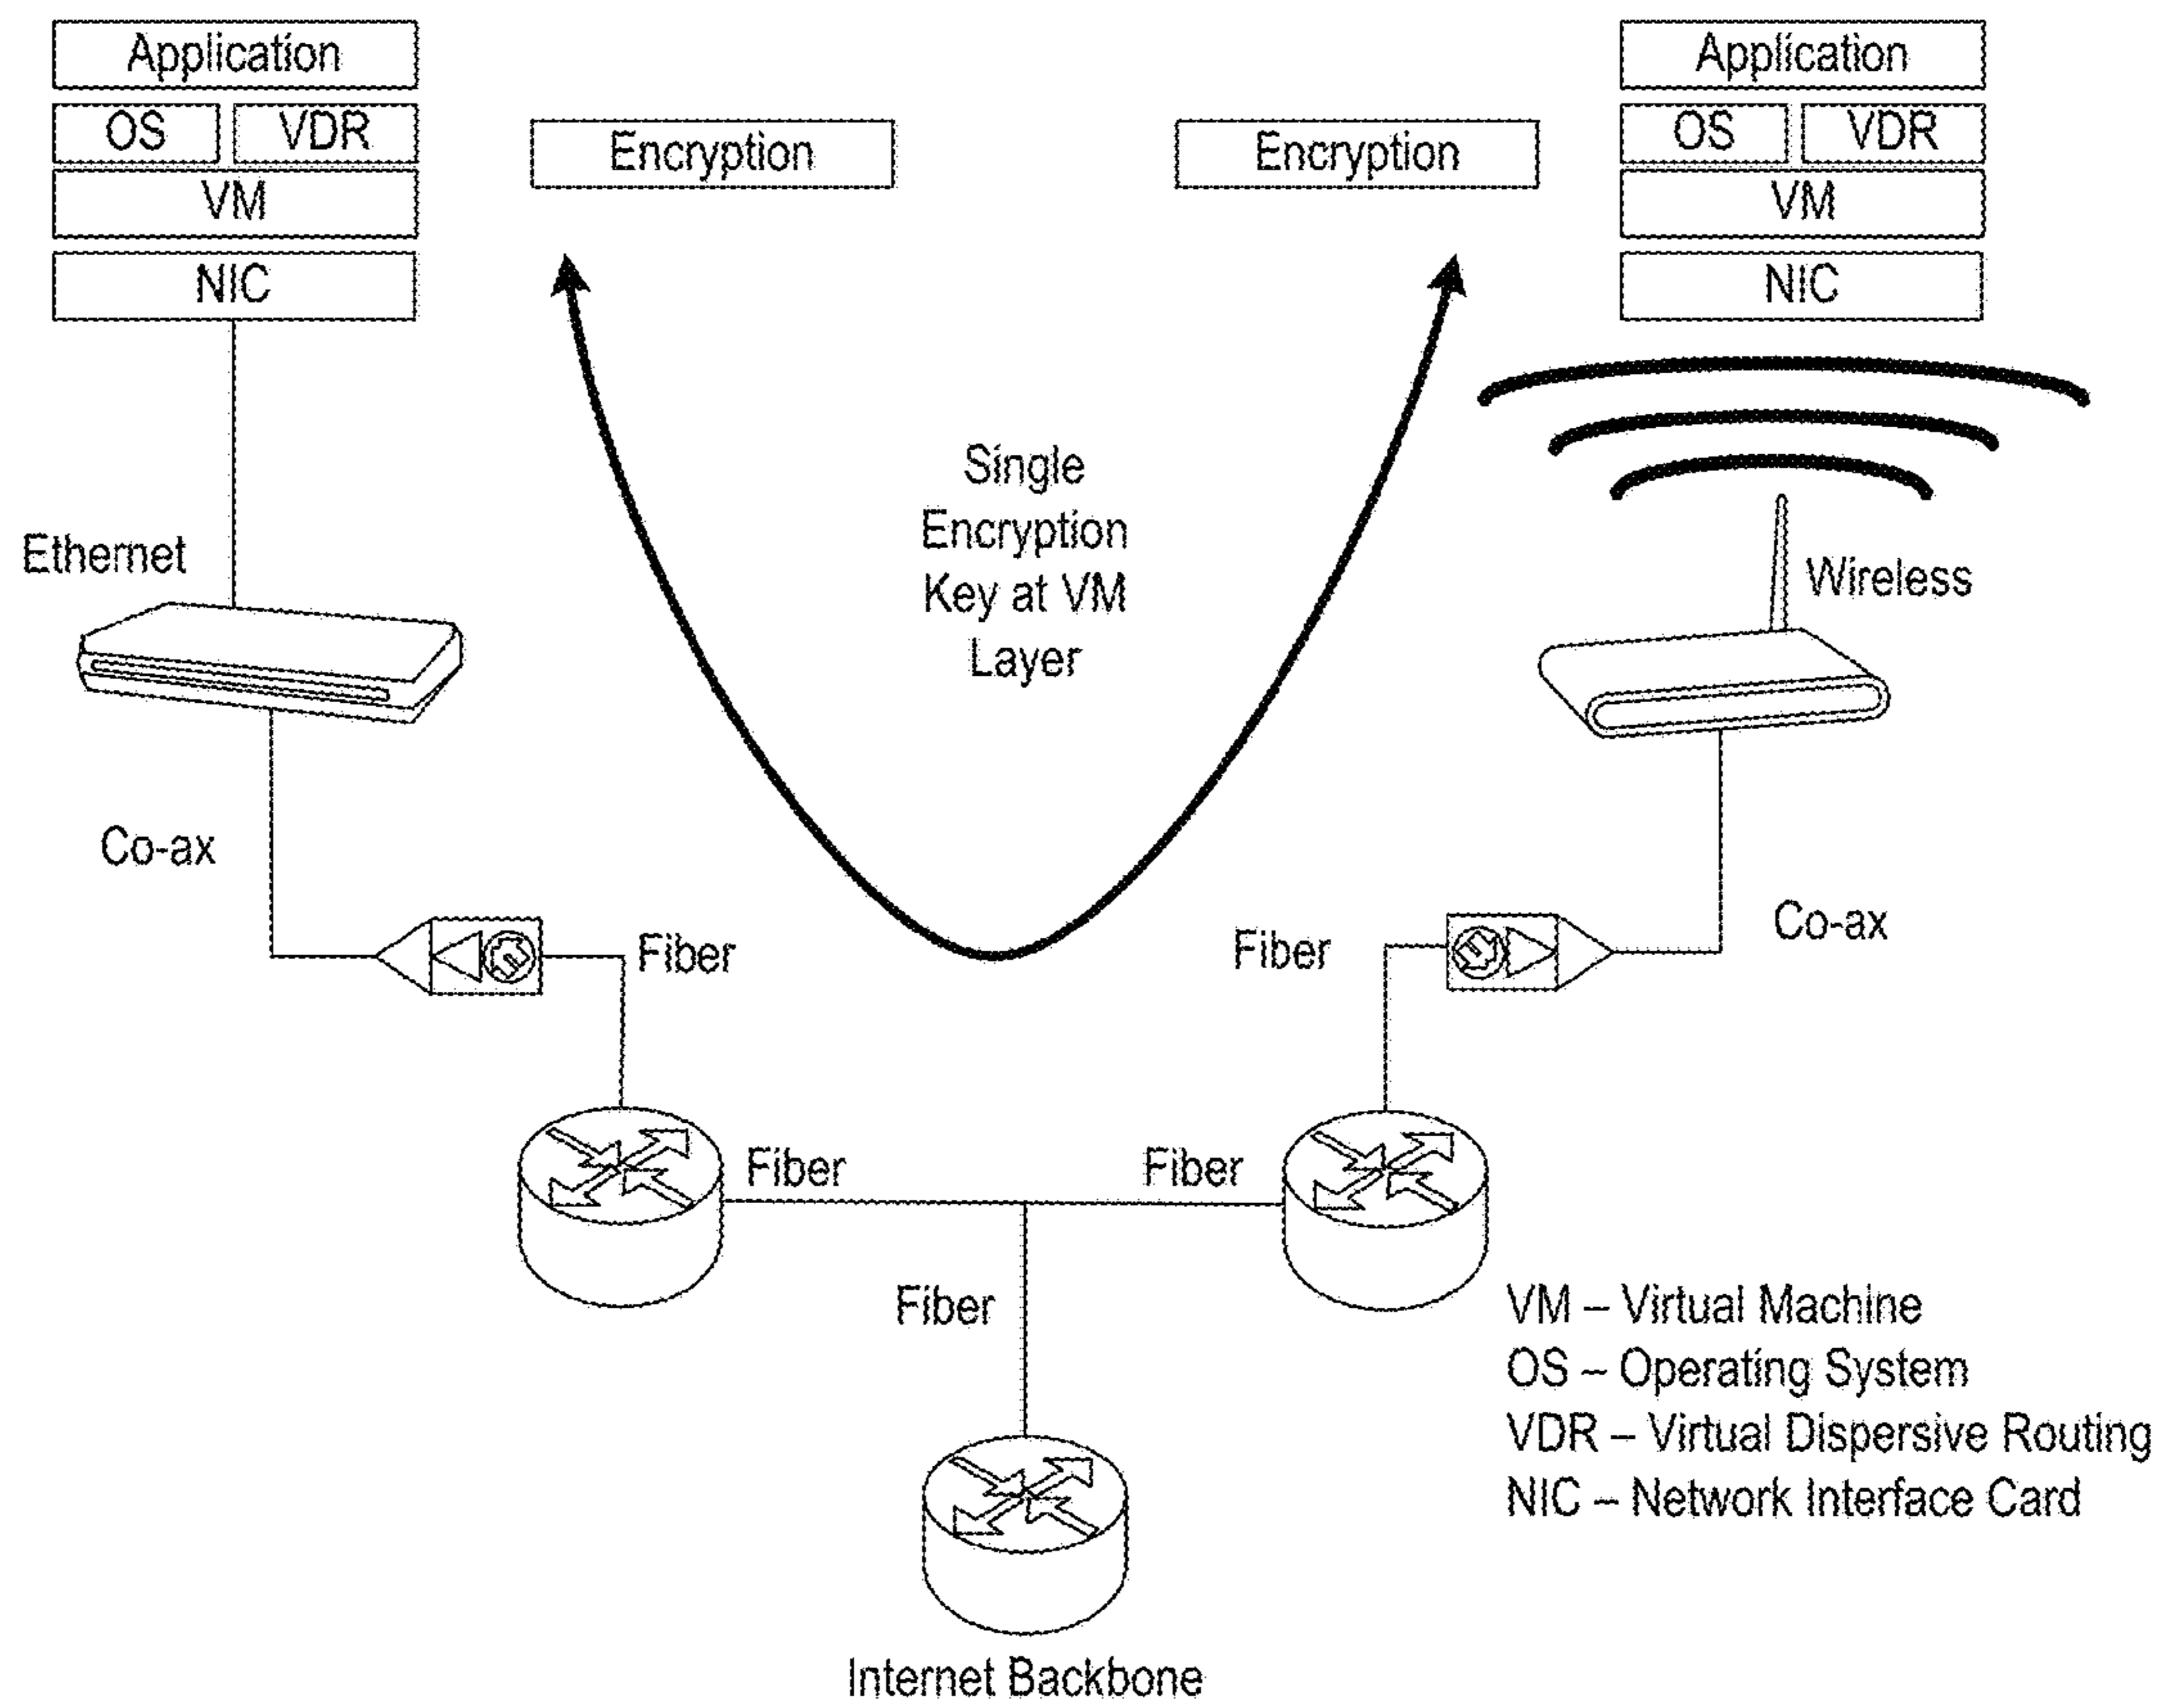 Application
OS
VDR
VM
NIC
Encryption
Encryption
Application
OS
VDR
VM
NIC
Single
Encryption
Key at VM
Layer
Ethernet
Wireless
Co-ax
Fiber
Fiber
Co-ax
Fiber
Fiber
Fiber
VM – Virtual Machine
OS – Operating System
VDR – Virtual Dispersive Routing
NIC – Network Interface Card
Internet Backbone